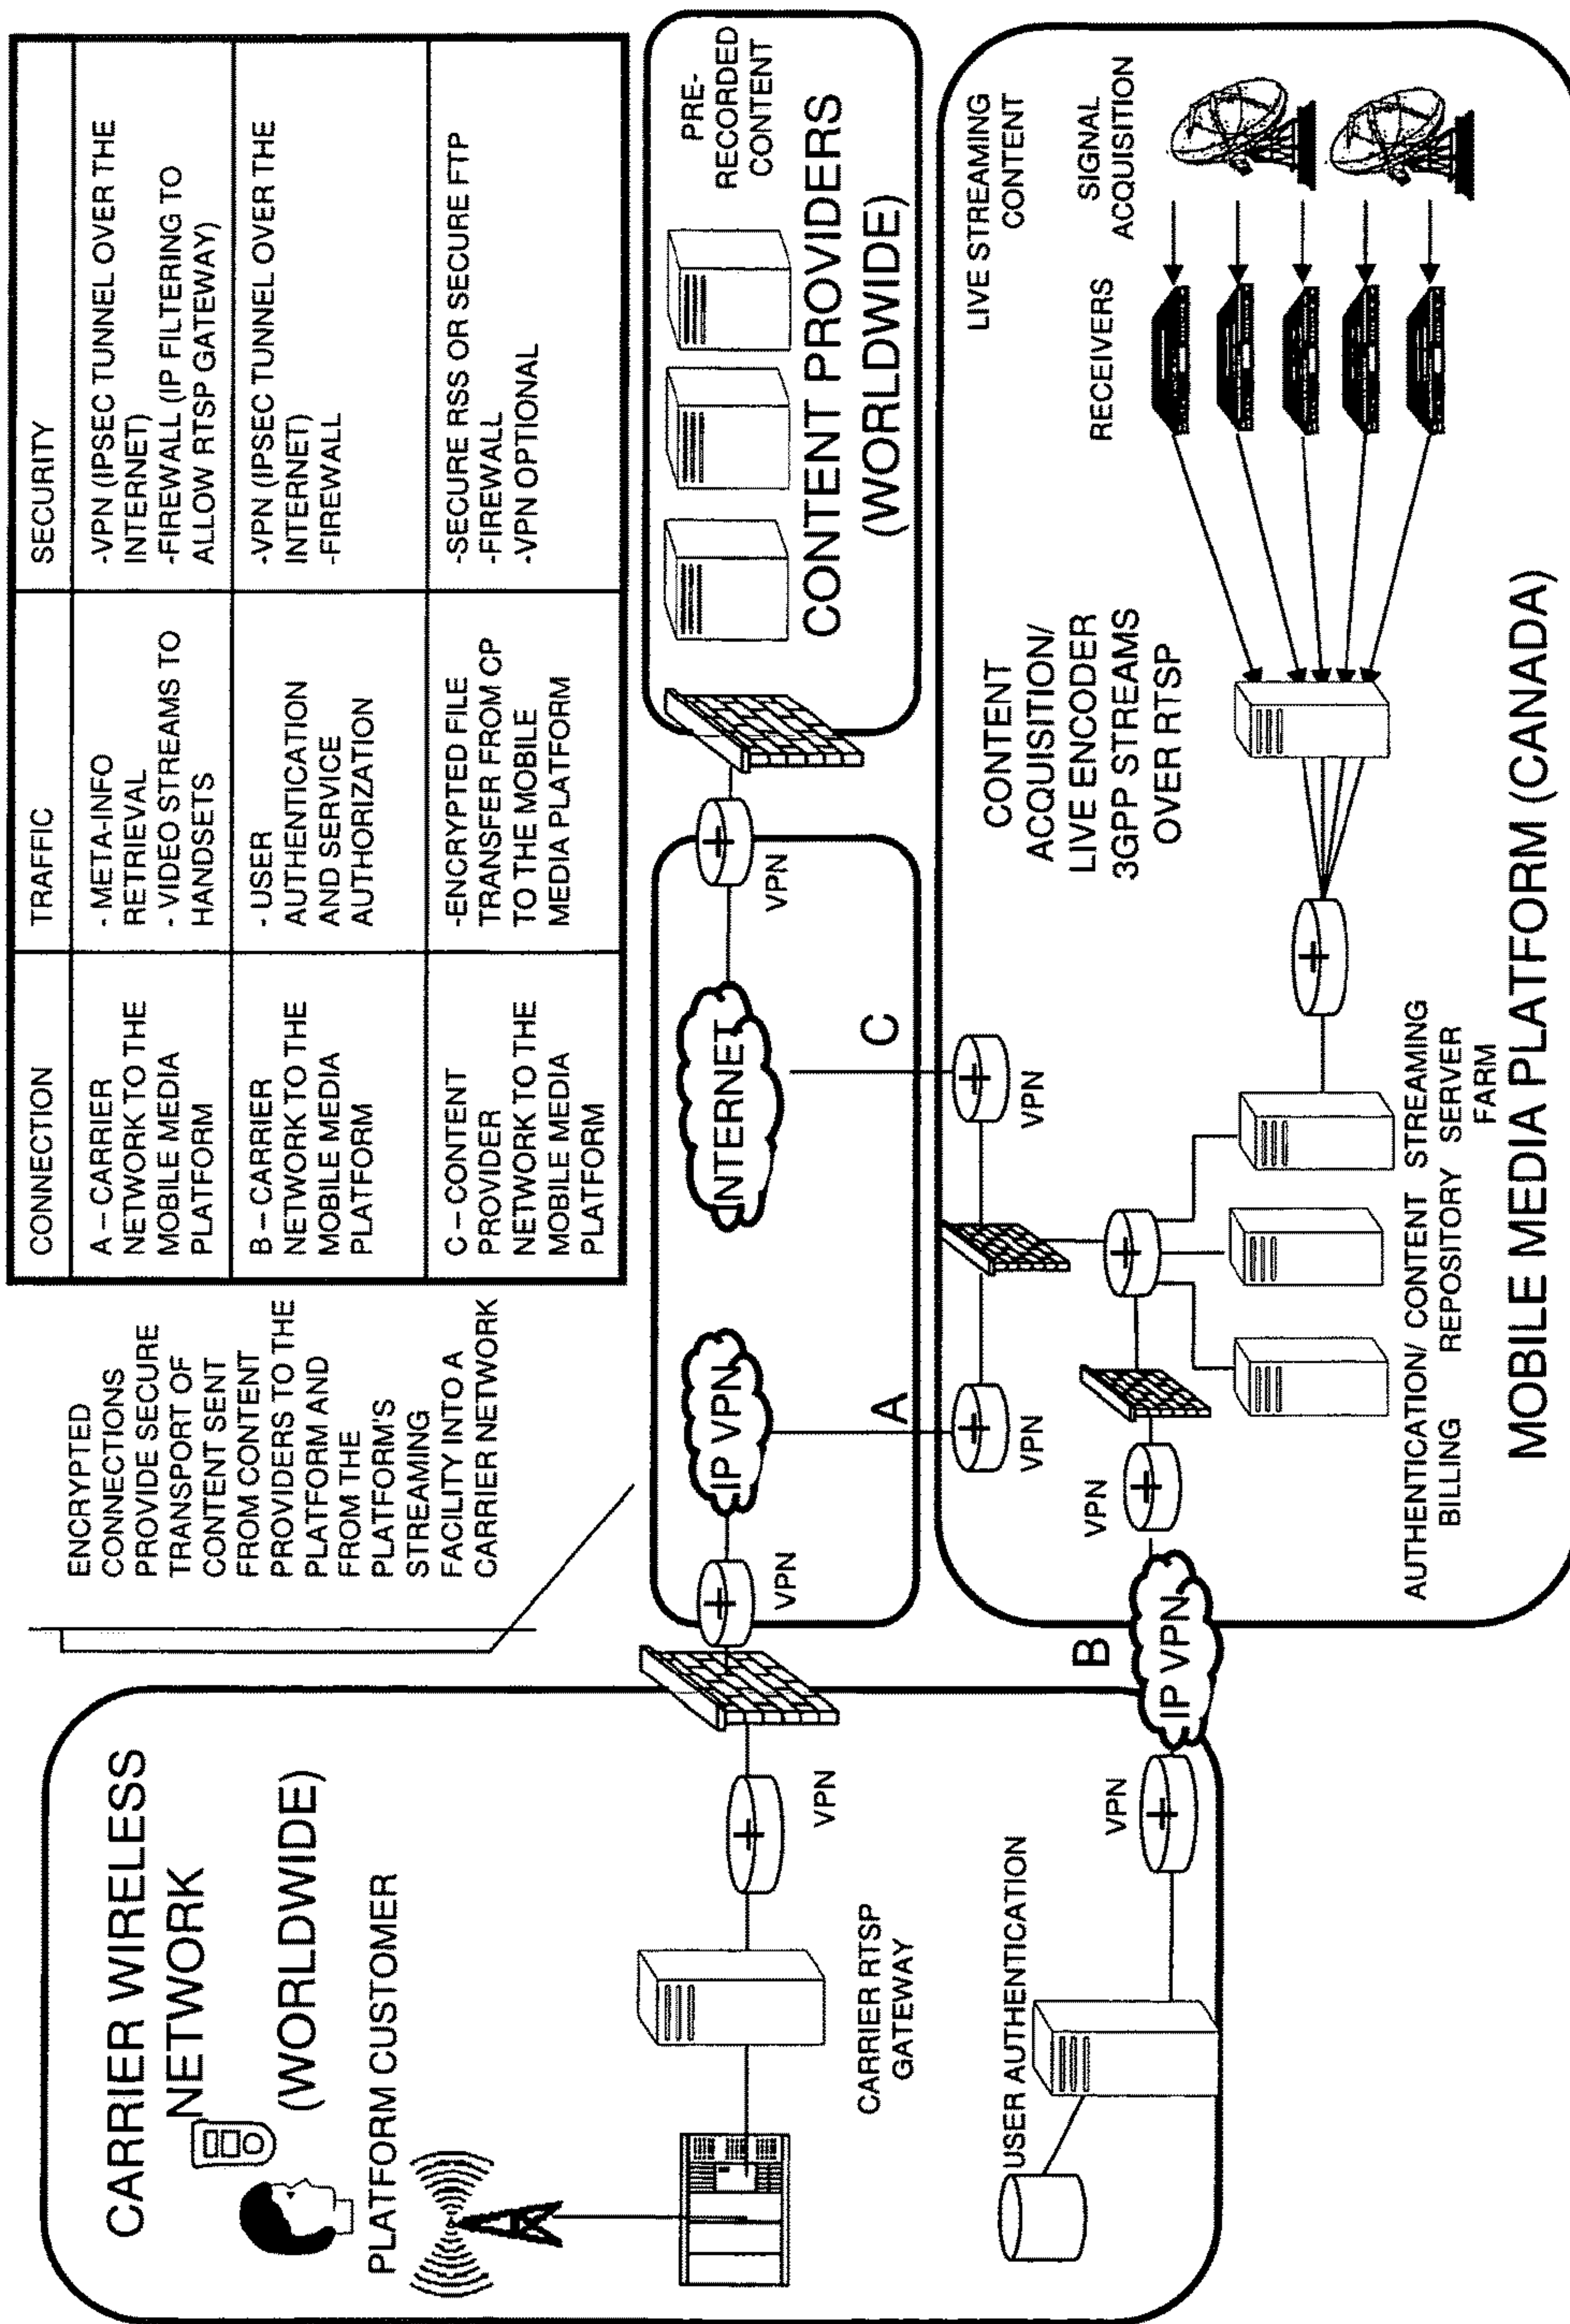 CARRIER WIRELESS
NETWORK
(WORLDWIDE)
PLATFORM CUSTOMER
CARRIER RTSP
GATEWAY
VPN
USER AUTHENTICATION
VPN
B
IP VPN
ENCRYPTED
CONNECTIONS
PROVIDE SECURE
TRANSPORT OF
CONTENT SENT
FROM CONTENT
PROVIDERS TO THE
PLATFORM AND
FROM THE
PLATFORM'S
STREAMING
FACILITY INTO A
CARRIER NETWORK
CONNECTION
TRAFFIC
SECURITY
A – CARRIER
NETWORK TO THE
MOBILE MEDIA
PLATFORM
- META-INFO
RETRIEVAL
- VIDEO STREAMS TO
HANDSETS
-VPN (IPSEC TUNNEL OVER THE
INTERNET)
-FIREWALL (IP FILTERING TO
ALLOW RTSP GATEWAY)
B – CARRIER
NETWORK TO THE
MOBILE MEDIA
PLATFORM
- USER
AUTHENTICATION
AND SERVICE
AUTHORIZATION
-VPN (IPSEC TUNNEL OVER THE
INTERNET)
-FIREWALL
C – CONTENT
PROVIDER
NETWORK TO THE
MOBILE MEDIA
PLATFORM
-ENCRYPTED FILE
TRANSFER FROM CP
TO THE MOBILE
MEDIA PLATFORM
-SECURE RSS OR SECURE FTP
-FIREWALL
-VPN OPTIONAL
VPN
IP VPN
A
INTERNET
C
VPN
PRE-
RECORDED
CONTENT
CONTENT PROVIDERS
(WORLDWIDE)
VPN
VPN
VPN
LIVE STREAMING
CONTENT
SIGNAL
ACQUISITION
RECEIVERS
CONTENT
ACQUISITION/
LIVE ENCODER
3GPP STREAMS
OVER RTSP
AUTHENTICATION/ CONTENT STREAMING
BILLING REPOSITORY SERVER
FARM
MOBILE MEDIA PLATFORM (CANADA)